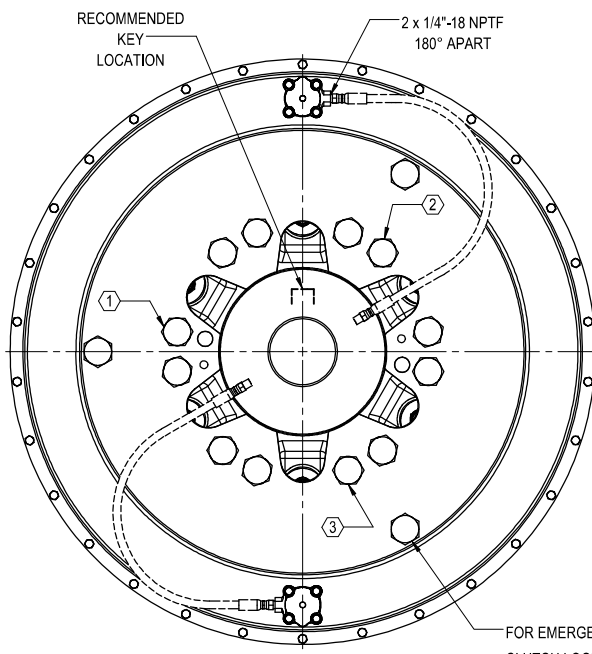 RECOMMENDED
KEY
LOCATION
2 x 1/4"-18 NPTF
180° APART
2
1
3
FOR EMERGE